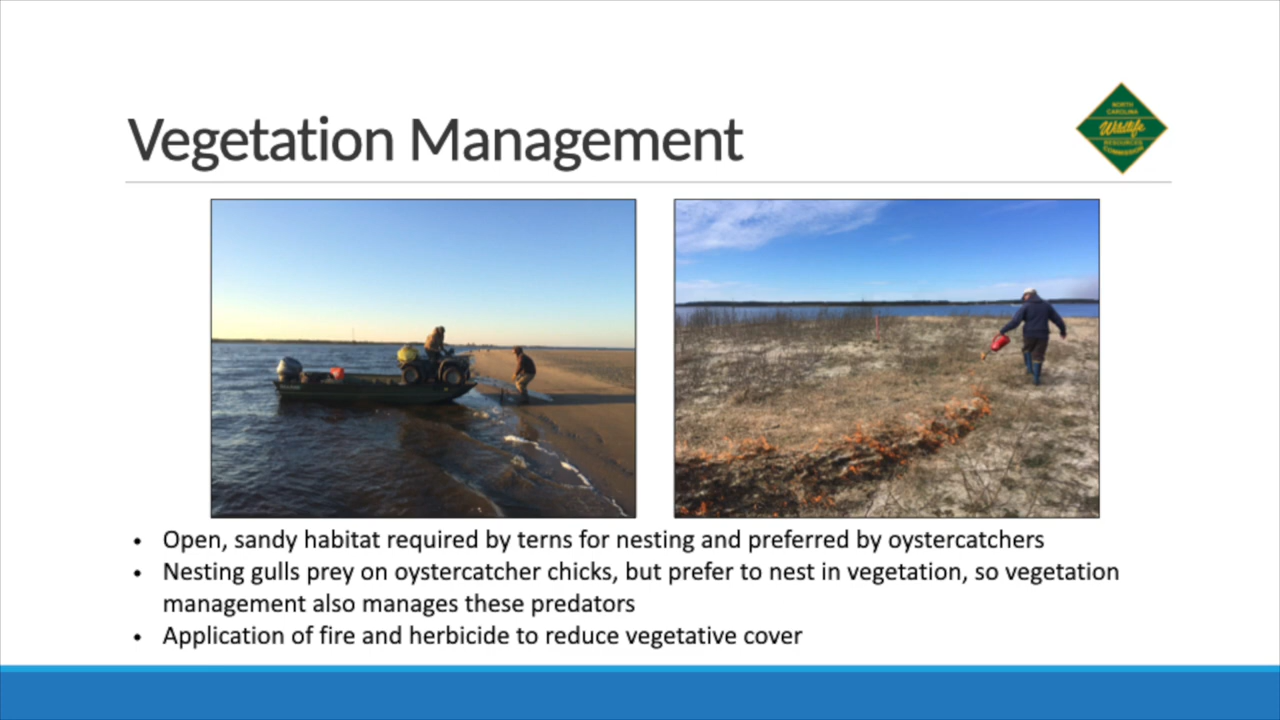 Vegetation Management
NORTH
CAROLINA
Wildlife
RESOURCES
COMMISSION
• Open, sandy habitat required by terns for nesting and preferred by oystercatchers
• Nesting gulls prey on oystercatcher chicks, but prefer to nest in vegetation, so vegetation
management also manages these predators
• Application of fire and herbicide to reduce vegetative cover